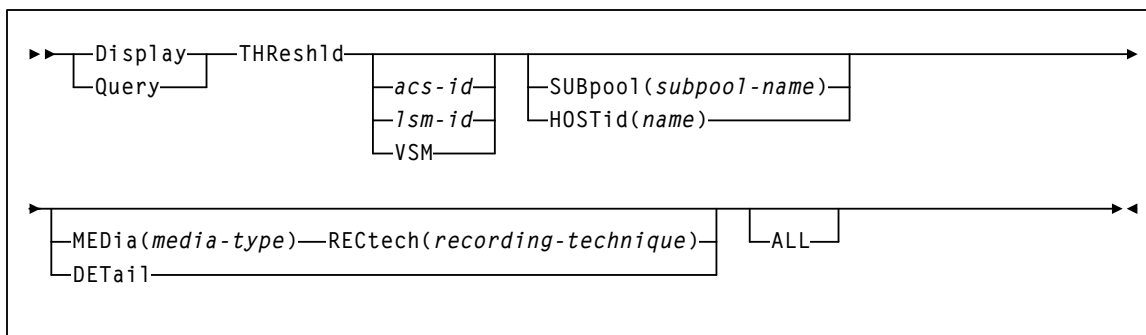 Display THReshld
Query
acs-id
lsm-id
VSM
SUBpool(subpool-name)
HOSTid(name)
MEDia(media-type) RECtech(recording-technique)
DETail
ALL